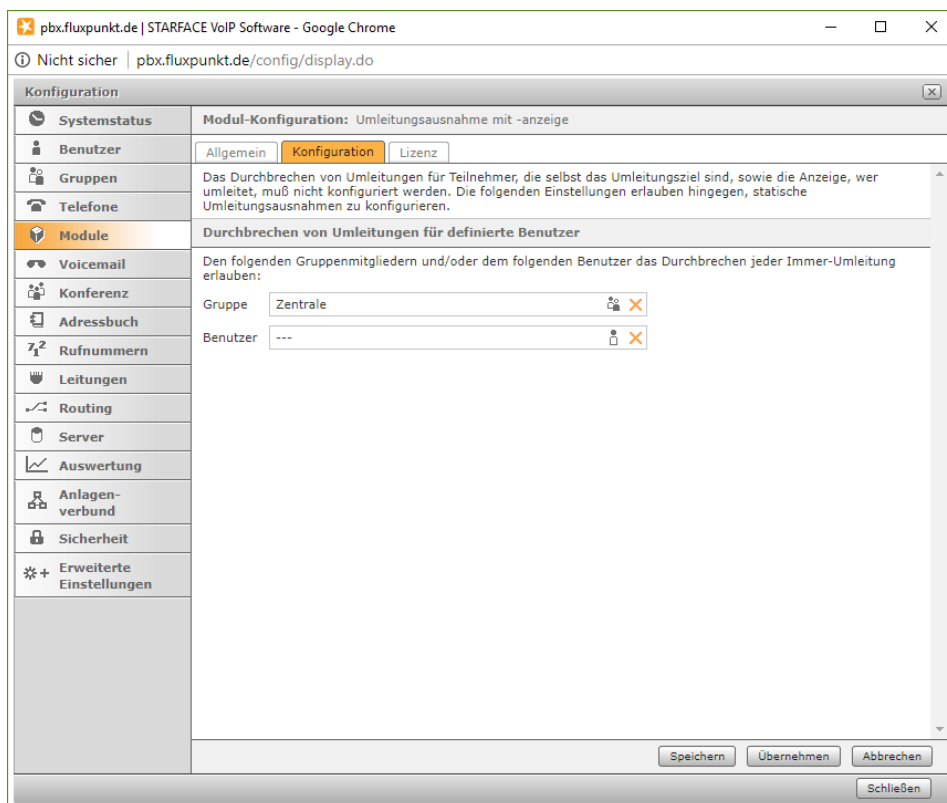 pbx.fluxpunkt.de | STARFACE VoIP Software - Google Chrome
Nicht sicher | pbx.fluxpunkt.de/config/display.do
Konfiguration
Systemstatus
Benutzer
Gruppen
Telefone
Module
Voicemail
Konferenz
Adressbuch
Rufnummern
Leitungen
Routing
Server
Auswertung
Anlagen-
verbund
Sicherheit
Erweiterte
Einstellungen
Modul-Konfiguration: Umleitungsausnahme mit -anzeige
Allgemein Konfiguration Lizenz
Das Durchbrechen von Umleitungen für Teilnehmer, die selbst das Umleitungsziel sind, sowie die Anzeige, wer
umleitet, muß nicht konfiguriert werden. Die folgenden Einstellungen erlauben hingegen, statische
Umleitungsausnahmen zu konfigurieren.
Durchbrechen von Umleitungen für definierte Benutzer
Den folgenden Gruppenmitgliedern und/oder dem folgenden Benutzer das Durchbrechen jeder Immer-Umleitung
erlauben:
Gruppe Zentrale
Benutzer ---
Speichern Übernehmen Abbrechen
Schließen